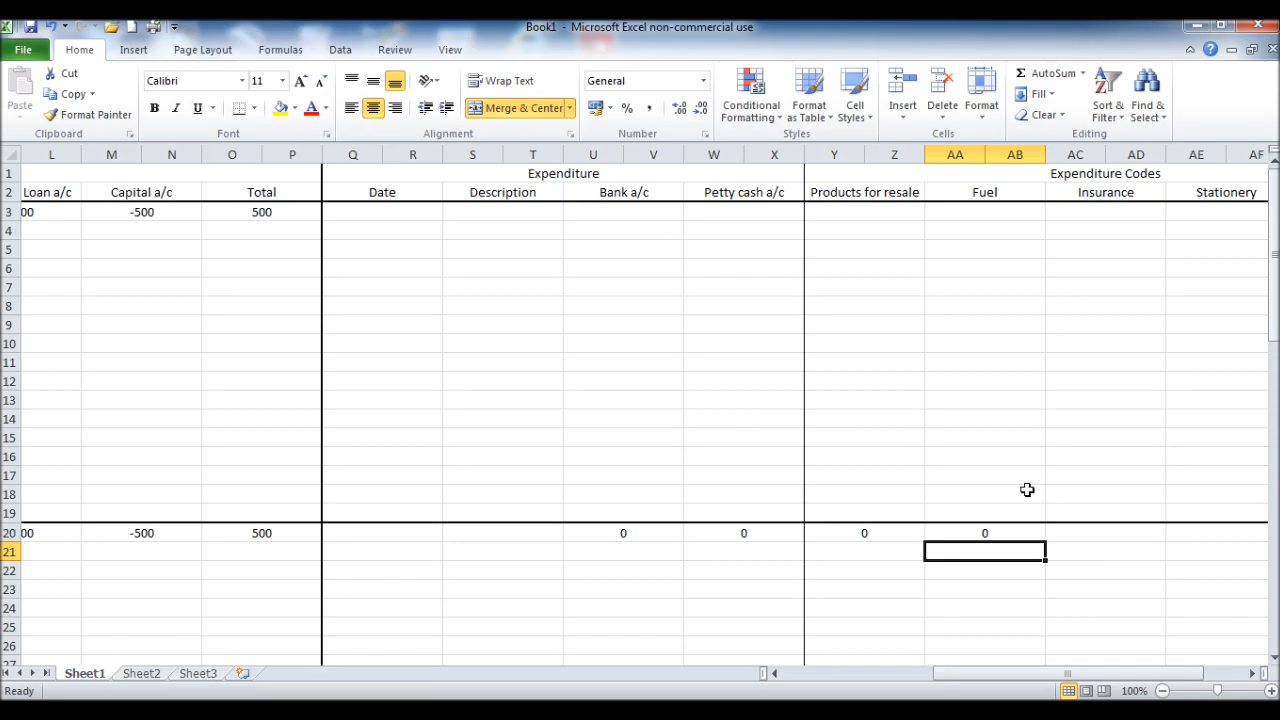 Book1 - Microsoft Excel non-commercial use
File Home Insert Page Layout Formulas Data Review View
Paste
Cut
Copy
Format Painter
Calibri 11
B I U
Wrap Text
Merge & Center
General
%
Conditional Formatting
Format as Table
Cell Styles
Insert
Delete
Format
AutoSum
Fill
Clear
Sort & Filter
Find & Select
Clipboard Font Alignment Number Styles Cells Editing
L M N O P Q R S T U V W X Y Z AA AB AC AD AE AF
1 Expenditure Expenditure Codes
2 Loan a/c Capital a/c Total Date Description Bank a/c Petty cash a/c Products for resale Fuel Insurance Stationery
3 00 -500 500
4
5
6
7
8
9
10
11
12
13
14
15
16
17
18
19
20 00 -500 500 0 0 0 0
21
22
23
24
25
26
27
Sheet1 Sheet2 Sheet3
Ready 100%